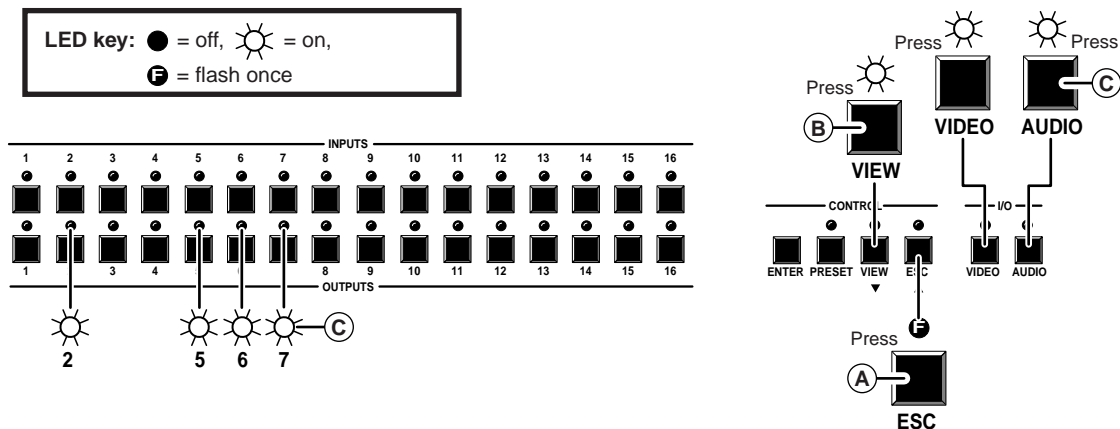 LED key: = off, = on,
F = flash once
Press
Press
Press
B
C
VIEW
VIDEO AUDIO
INPUTS
1 2 3 4 5 6 7 8 9 10 11 12 13 14 15 16
1 3 4 8 9 10 11 12 13 14 15 16
OUTPUTS
2 5 6 7 C
CONTROL I/O
ENTER PRESET VIEW ESC VIDEO AUDIO
F
Press
A
ESC